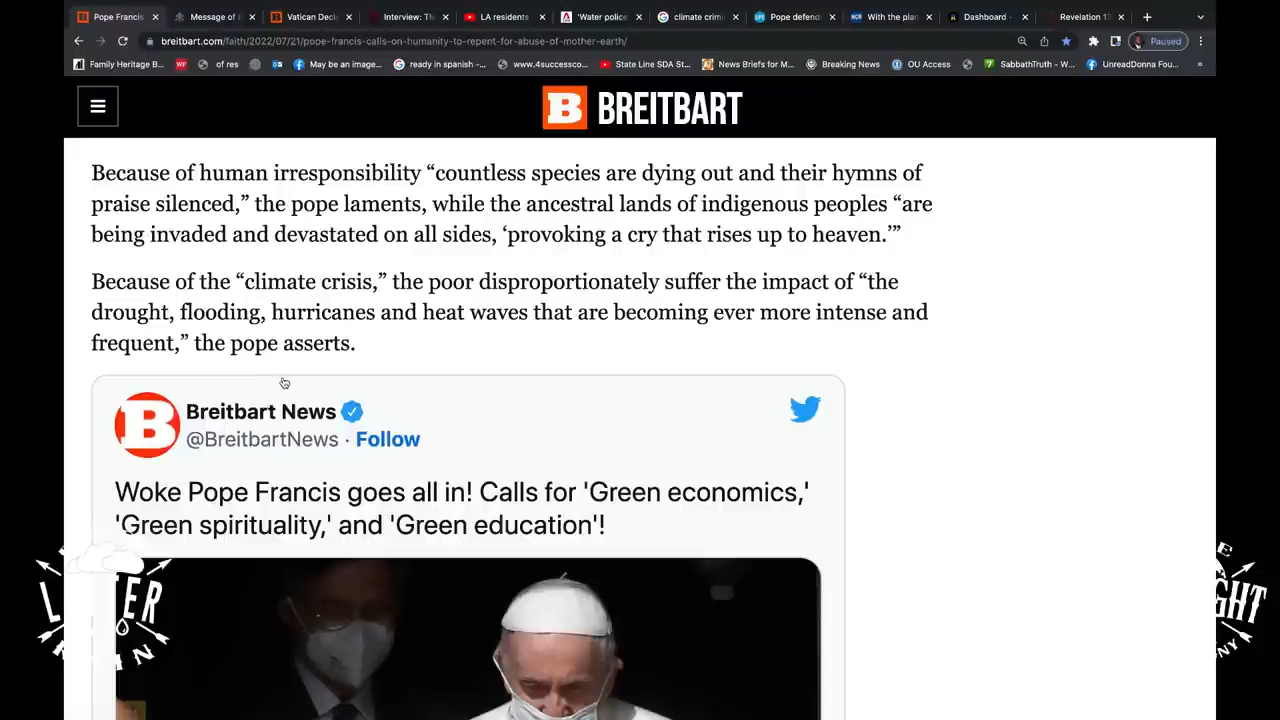 Pope Francis
Message of
Vatican Decl
Interview: Th
LA residents
'Water police
climate crim
Pope defend
With the plan
Dashboard -
Revelation 13
breitbart.com/faith/2022/07/21/pope-francis-calls-on-humanity-to-repent-for-abuse-of-mother-earth/
Paused
Family Heritage B...
of res
May be an image...
ready in spanish -...
www.4successco...
State Line SDA St...
News Briefs for M...
Breaking News
OU Access
SabbathTruth - W...
UnreadDonna Fou...
»
B BREITBART
Because of human irresponsibility “countless species are dying out and their hymns of
praise silenced,” the pope laments, while the ancestral lands of indigenous peoples “are
being invaded and devastated on all sides, ‘provoking a cry that rises up to heaven.’”
Because of the “climate crisis,” the poor disproportionately suffer the impact of “the
drought, flooding, hurricanes and heat waves that are becoming ever more intense and
frequent,” the pope asserts.
B
Breitbart News
@BreitbartNews · Follow
Woke Pope Francis goes all in! Calls for 'Green economics,'
'Green spirituality,' and 'Green education'!